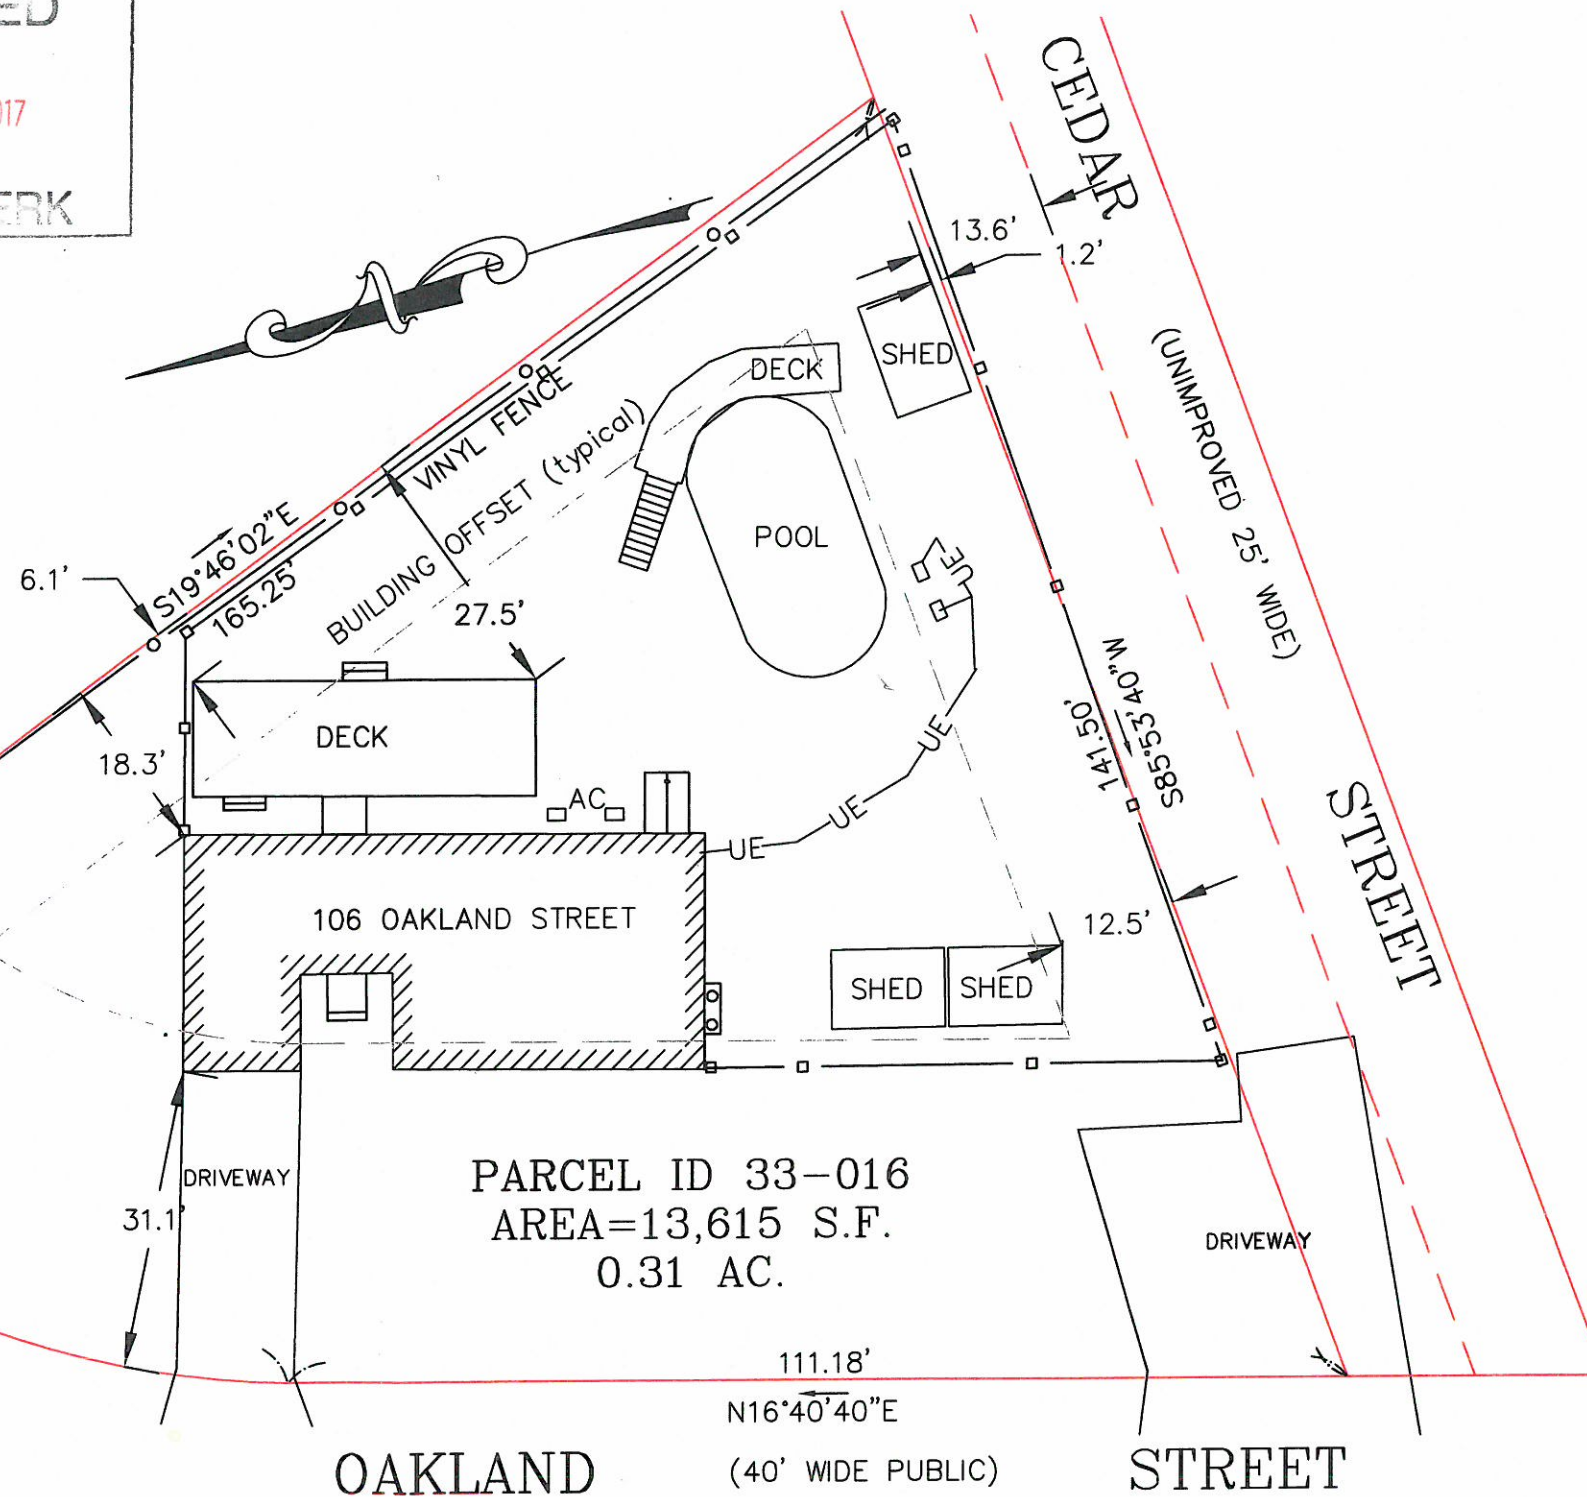 CEDAR
STREET
(UNIMPROVED 25' WIDE)
13.6'
1.2'
SHED
DECK
POOL
VINYL FENCE
BUILDING OFFSET (typical)
S19°46'02"E
165.25'
6.1'
27.5'
18.3'
DECK
AC
UE
UE
UE
UE
S85°53'40"W
141.50'
12.5'
106 OAKLAND STREET
SHED
SHED
DRIVEWAY
31.1'
PARCEL ID 33-016
AREA=13,615 S.F.
0.31 AC.
DRIVEWAY
111.18'
N16°40'40"E
OAKLAND
(40' WIDE PUBLIC)
STREET